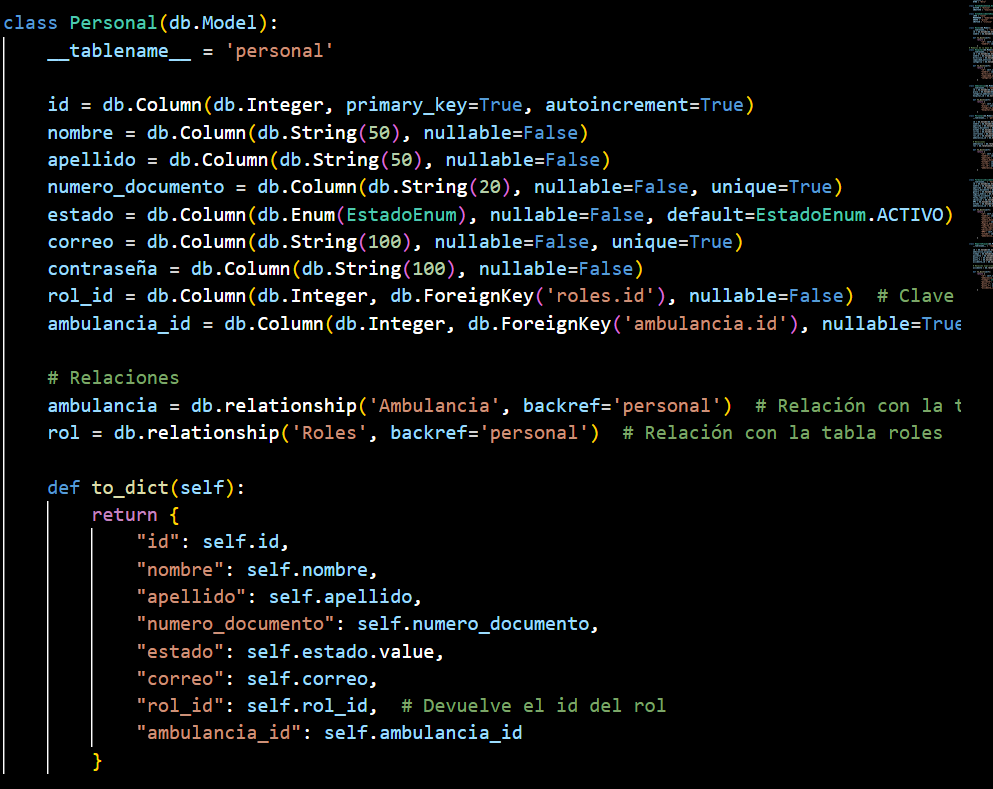 class Personal(db.Model):
    __tablename__ = 'personal'

    id = db.Column(db.Integer, primary_key=True, autoincrement=True)
    nombre = db.Column(db.String(50), nullable=False)
    apellido = db.Column(db.String(50), nullable=False)
    numero_documento = db.Column(db.String(20), nullable=False, unique=True)
    estado = db.Column(db.Enum(EstadoEnum), nullable=False, default=EstadoEnum.ACTIVO)
    correo = db.Column(db.String(100), nullable=False, unique=True)
    contraseña = db.Column(db.String(100), nullable=False)
    rol_id = db.Column(db.Integer, db.ForeignKey('roles.id'), nullable=False)  # Clave
    ambulancia_id = db.Column(db.Integer, db.ForeignKey('ambulancia.id'), nullable=True

    # Relaciones
    ambulancia = db.relationship('Ambulancia', backref='personal')  # Relación con la t
    rol = db.relationship('Roles', backref='personal')  # Relación con la tabla roles

    def to_dict(self):
        return {
            "id": self.id,
            "nombre": self.nombre,
            "apellido": self.apellido,
            "numero_documento": self.numero_documento,
            "estado": self.estado.value,
            "correo": self.correo,
            "rol_id": self.rol_id,  # Devuelve el id del rol
            "ambulancia_id": self.ambulancia_id
        }